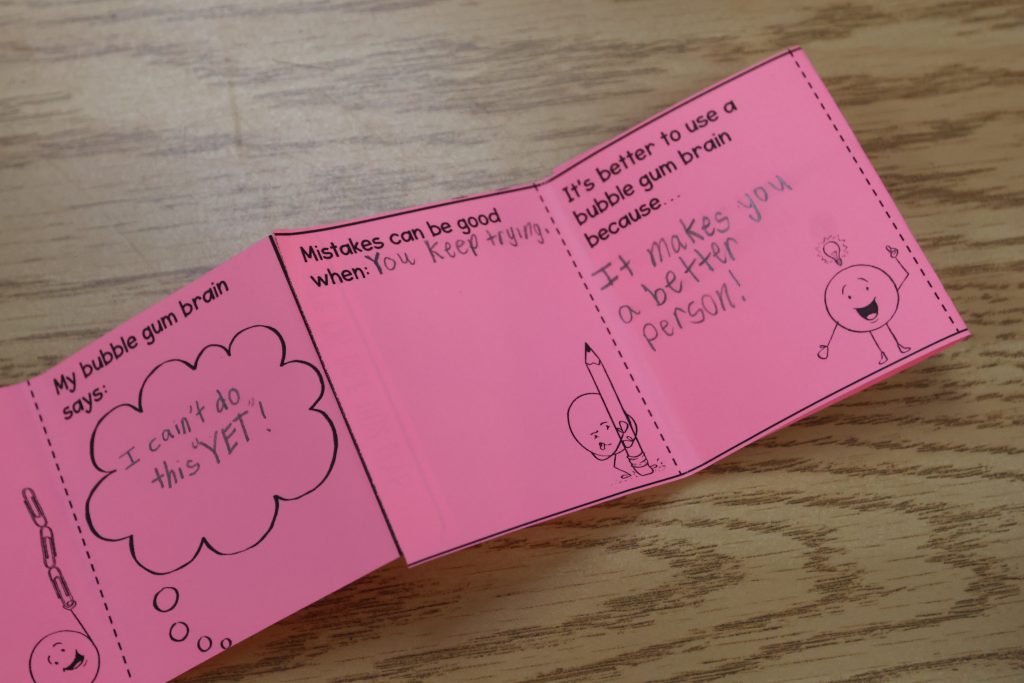 My bubble gum brain
says:
I cain't do
this "YET"!
Mistakes can be good
when: You keep trying.
It's better to use a
bubble gum brain
because...
It makes you
a better
person!